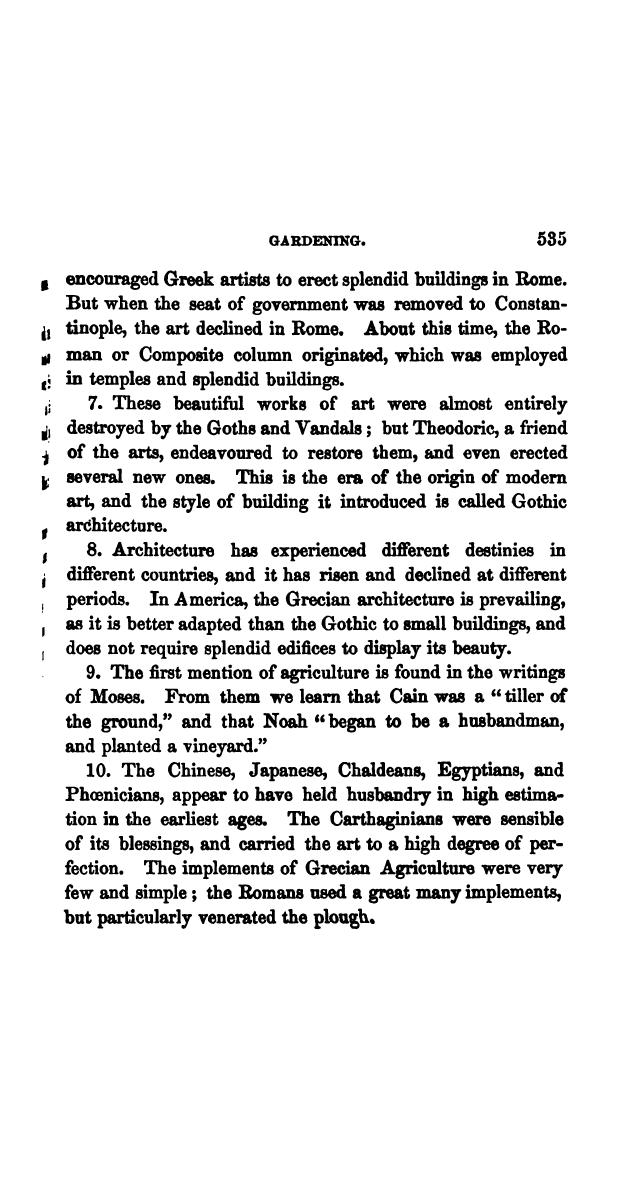 GARDENING. 535
encouraged Greek artists to erect splendid buildings in Rome.
But when the seat of government was removed to Constan-
tinople, the art declined in Rome. About this time, the Ro-
man or Composite column originated, which was employed
in temples and splendid buildings.
7. These beautiful works of art were almost entirely
destroyed by the Goths and Vandals; but Theodoric, a friend
of the arts, endeavoured to restore them, and even erected
several new ones. This is the era of the origin of modern
art, and the style of building it introduced is called Gothic
architecture.
8. Architecture has experienced different destinies in
different countries, and it has risen and declined at different
periods. In America, the Grecian architecture is prevailing,
as it is better adapted than the Gothic to small buildings, and
does not require splendid edifices to display its beauty.
9. The first mention of agriculture is found in the writings
of Moses. From them we learn that Cain was a “tiller of
the ground,” and that Noah “began to be a husbandman,
and planted a vineyard.”
10. The Chinese, Japanese, Chaldeans, Egyptians, and
Phœnicians, appear to have held husbandry in high estima-
tion in the earliest ages. The Carthaginians were sensible
of its blessings, and carried the art to a high degree of per-
fection. The implements of Grecian Agriculture were very
few and simple; the Romans used a great many implements,
but particularly venerated the plough.